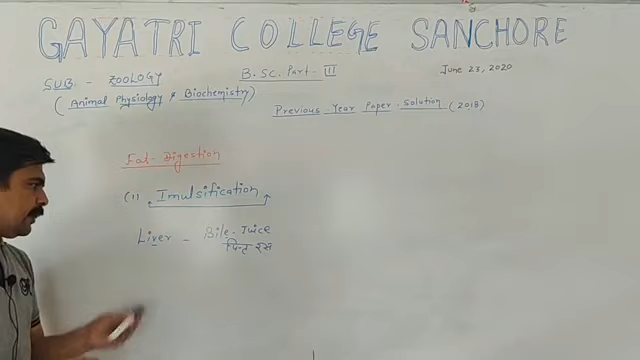 GAYATRI COLLEGE SANCHORE
SUB. - ZOOLOGY B.SC. Part - III June 23, 2020
( Animal Physiology & Biochemistry)
Previous Year Paper Solution (2018)
Fat-Digestion
(1) Imulsification
Liver - Bile-Juice
पित्त रस